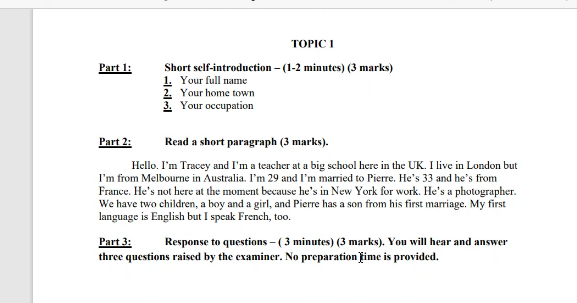 TOPIC 1
Part 1: Short self-introduction – (1-2 minutes) (3 marks)
1. Your full name
2. Your home town
3. Your occupation
Part 2: Read a short paragraph (3 marks).
Hello. I’m Tracey and I’m a teacher at a big school here in the UK. I live in London but
I’m from Melbourne in Australia. I’m 29 and I’m married to Pierre. He’s 33 and he’s from
France. He’s not here at the moment because he’s in New York for work. He’s a photographer.
We have two children, a boy and a girl, and Pierre has a son from his first marriage. My first
language is English but I speak French, too.
Part 3: Response to questions – ( 3 minutes) (3 marks). You will hear and answer
three questions raised by the examiner. No preparation time is provided.